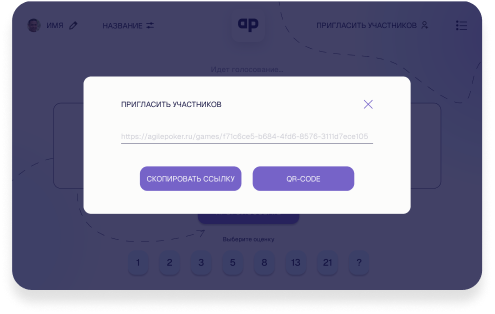 ИМЯ
НАЗВАНИЕ
ap
ПРИГЛАСИТЬ УЧАСТНИКОВ
Идет голосование...
ПРИГЛАСИТЬ УЧАСТНИКОВ
https://agilepoker.ru/games/f71c6ce5-b684-4fd6-8576-311fd7ece105
СКОПИРОВАТЬ ССЫЛКУ
QR-CODE
Выберите оценку
1 2 3 5 8 13 21 ?